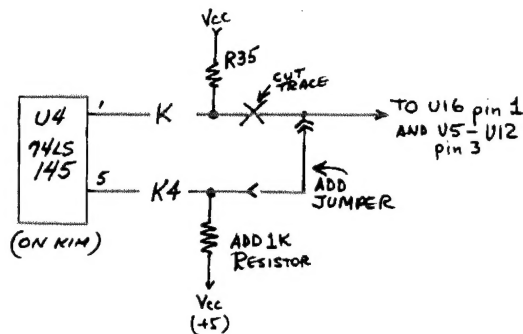 Vcc
R35
CUT
TRACE
U4
74LS
145
1
K
TO U16 pin 1
AND U5-U12
pin 3
5
K4
ADD
JUMPER
(ON KIM)
ADD 1K
RESISTOR
Vcc
(+5)